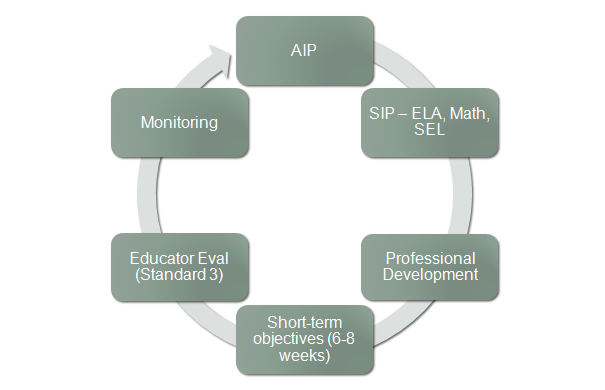 AIP
SIP – ELA, Math,
SEL
Professional
Development
Short-term
objectives (6-8
weeks)
Educator Eval
(Standard 3)
Monitoring